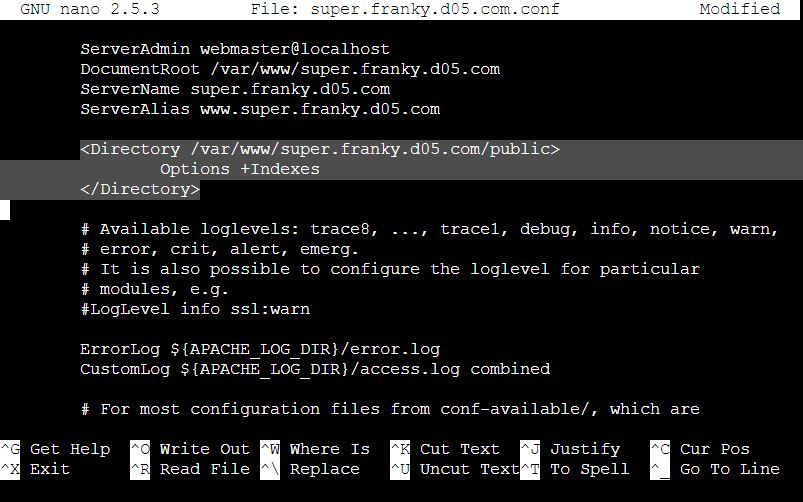 GNU nano 2.5.3 File: super.franky.d05.com.conf Modified
ServerAdmin webmaster@localhost
DocumentRoot /var/www/super.franky.d05.com
ServerName super.franky.d05.com
ServerAlias www.super.franky.d05.com
<Directory /var/www/super.franky.d05.com/public>
Options +Indexes
</Directory>
# Available loglevels: trace8, ..., trace1, debug, info, notice, warn,
# error, crit, alert, emerg.
# It is also possible to configure the loglevel for particular
# modules, e.g.
#LogLevel info ssl:warn
ErrorLog ${APACHE_LOG_DIR}/error.log
CustomLog ${APACHE_LOG_DIR}/access.log combined
# For most configuration files from conf-available/, which are
^G Get Help ^O Write Out ^W Where Is ^K Cut Text ^J Justify ^C Cur Pos
^X Exit ^R Read File ^\ Replace ^U Uncut Text^T To Spell ^_ Go To Line